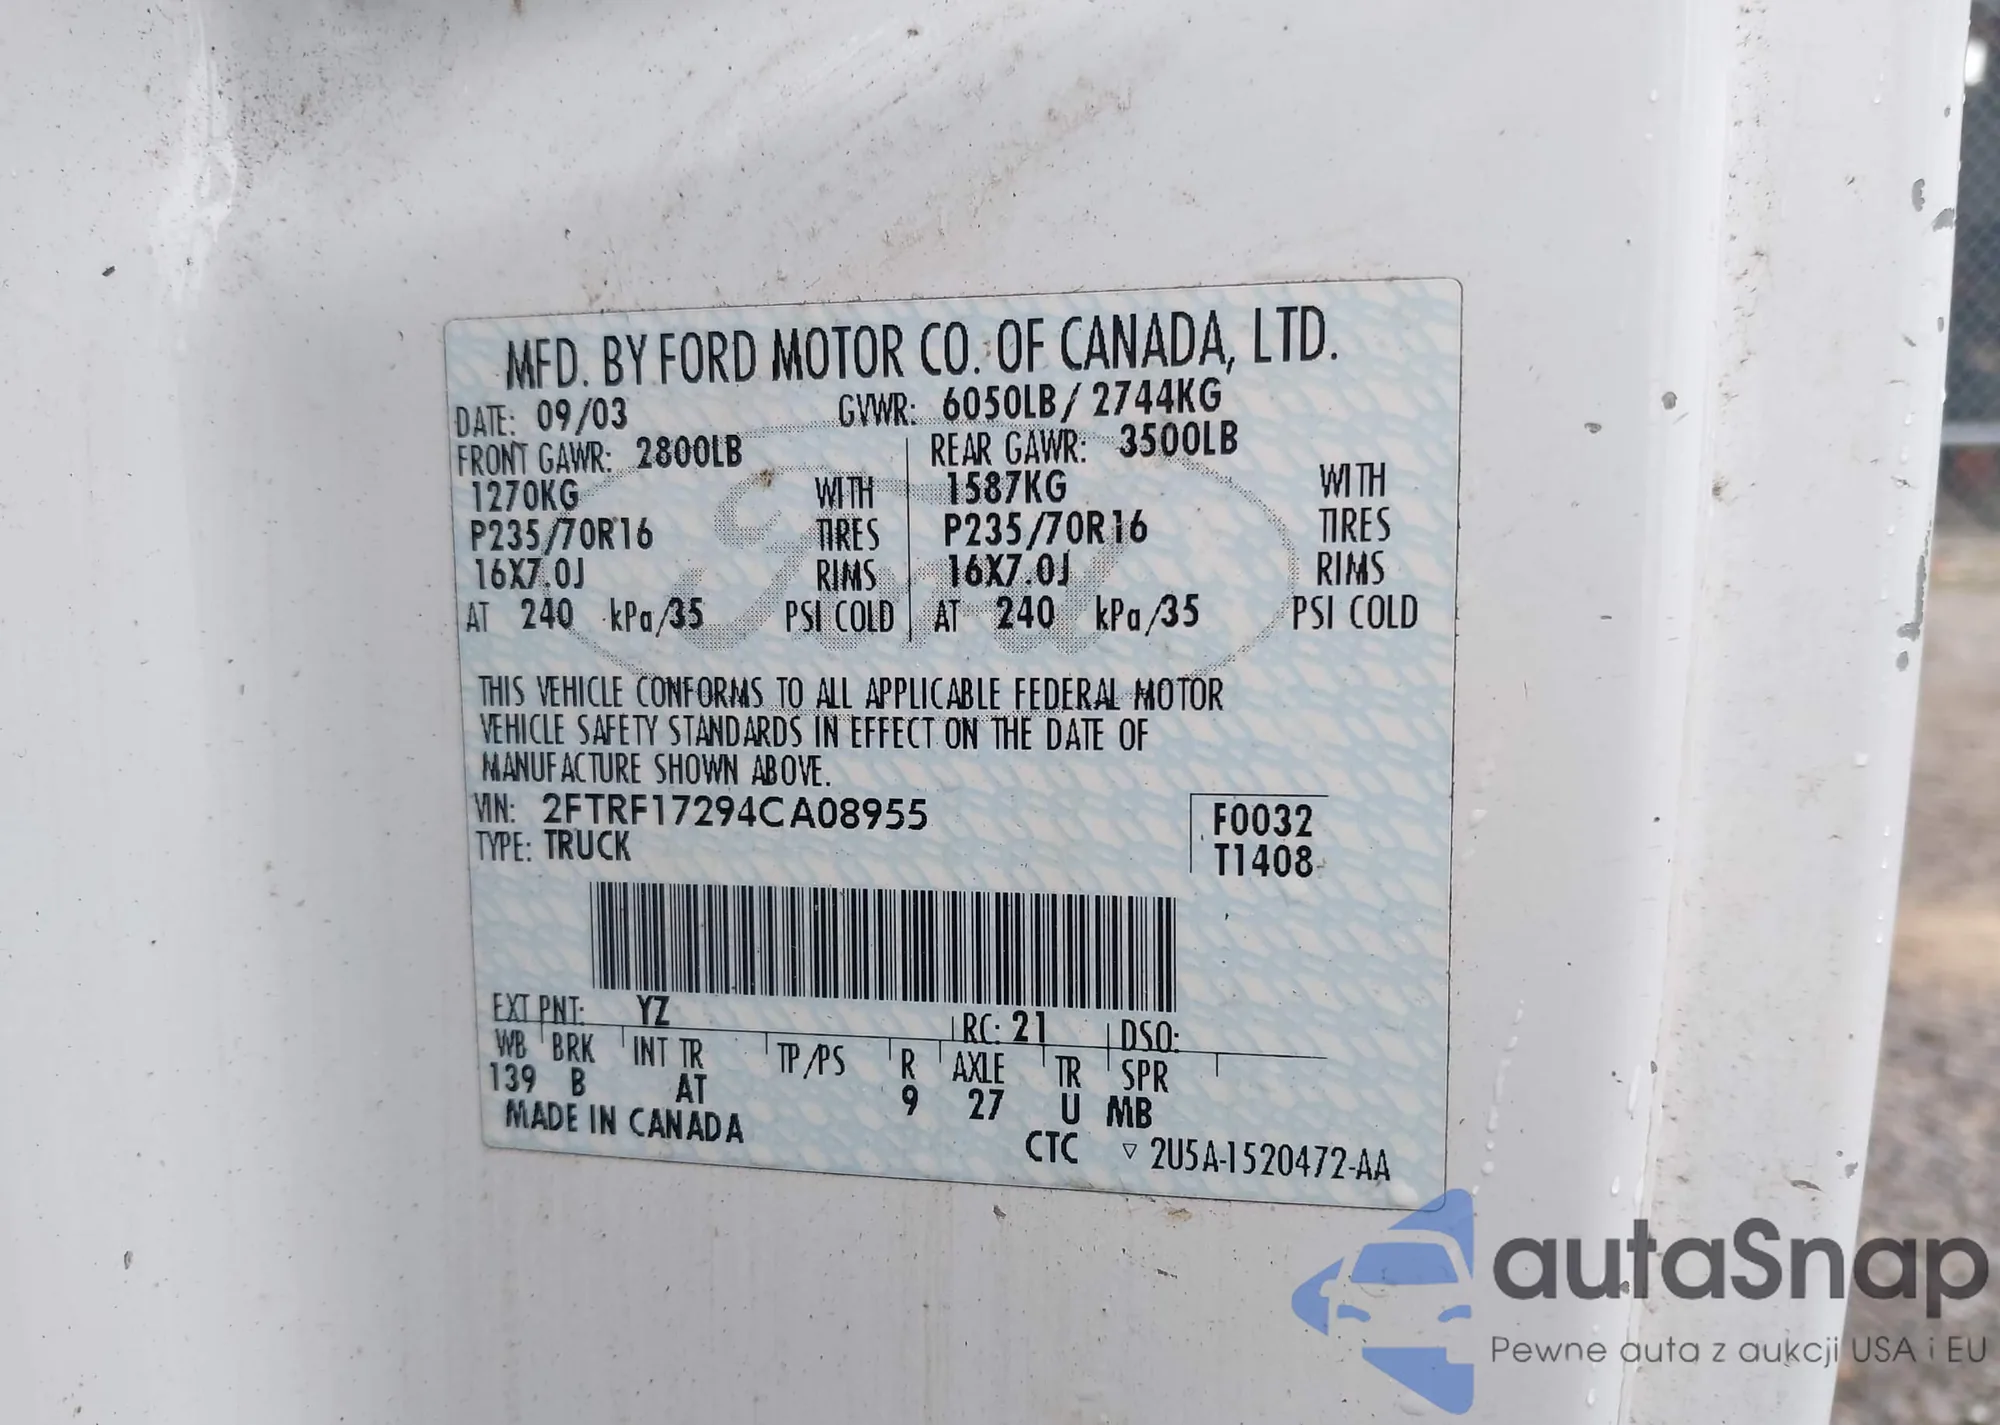 MFD. BY FORD MOTOR CO. OF CANADA, LTD.
DATE: 09/03 GVWR: 6050LB / 2744KG
FRONT GAWR: 2800LB REAR GAWR: 3500LB
1270KG WITH 1587KG WITH
P235/70R16 TIRES P235/70R16 TIRES
16X7.0J RIMS 16X7.0J RIMS
AT 240 kPa/35 PSI COLD AT 240 kPa/35 PSI COLD
THIS VEHICLE CONFORMS TO ALL APPLICABLE FEDERAL MOTOR
VEHICLE SAFETY STANDARDS IN EFFECT ON THE DATE OF
MANUFACTURE SHOWN ABOVE.
VIN: 2FTRF17294CA08955 F0032
TYPE: TRUCK T1408
EXT PNT: YZ RC: 21 DSO:
WB BRK INT TR TP/PS R AXLE TR SPR
139 B AT 9 27 U MB
MADE IN CANADA
CTC ▽ 2U5A-1520472-AA
Ford
autaSnap
Pewne auta z aukcji USA i EU